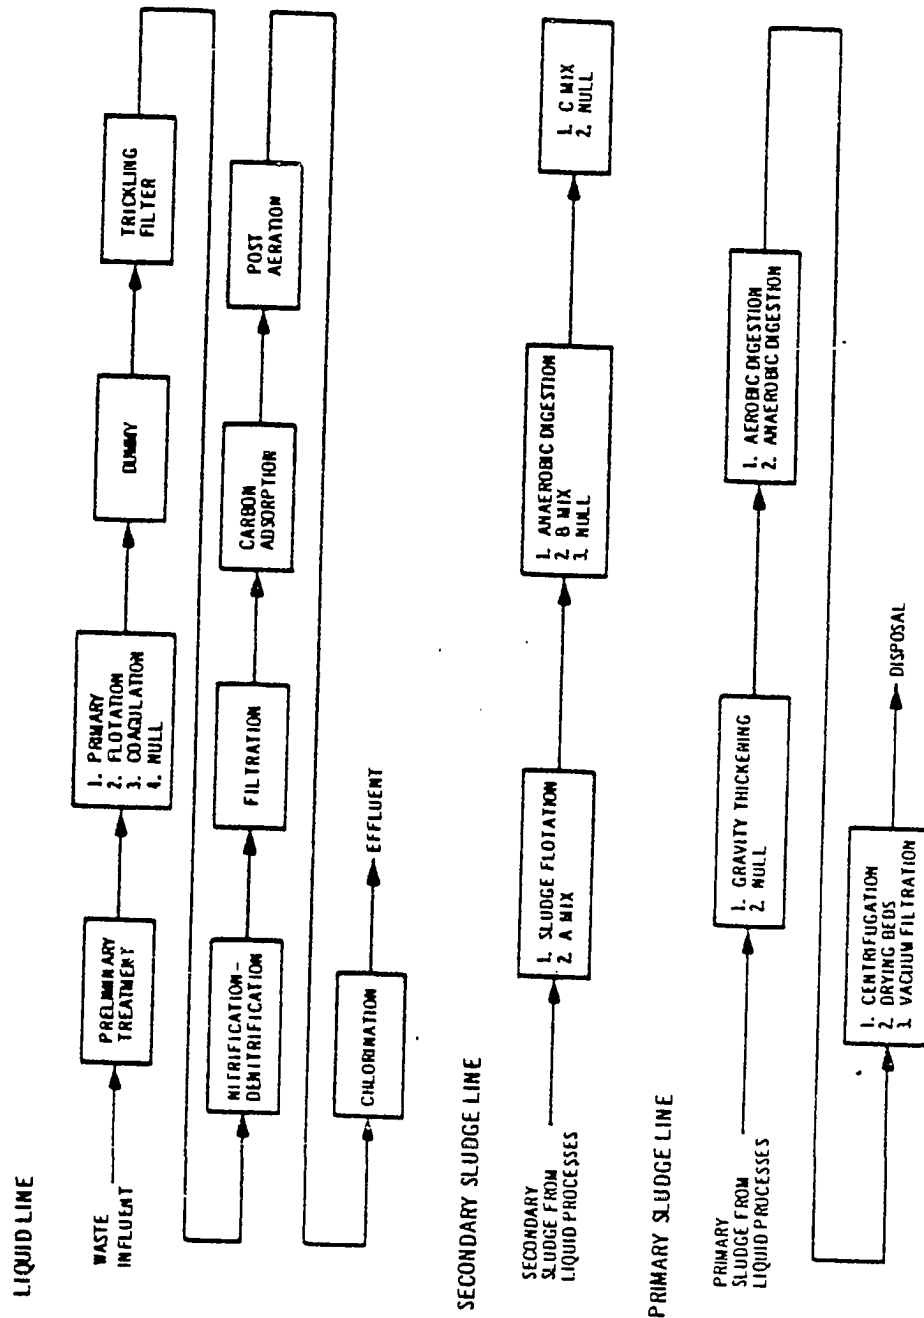 LIQUID LINE
WASTE
INFLUENT
PRELIMINARY
TREATMENT
1. PRIMARY
2. FLOTATION
3. COAGULATION
4. NULL
DUMMY
TRICKLING
FILTER
NITRIFICATION-
DENITRIFICATION
FILTRATION
CARBON
ADSORPTION
POST
AERATION
CHLORINATION
EFFLUENT
SECONDARY SLUDGE LINE
SECONDARY
SLUDGE FROM
LIQUID PROCESSES
1. SLUDGE FLOTATION
2. A MIX
1. ANAEROBIC DIGESTION
2. B MIX
3. NULL
1. C MIX
2. NULL
PRIMARY SLUDGE LINE
PRIMARY
SLUDGE FROM
LIQUID PROCESSES
1. GRAVITY THICKENING
2. NULL
1. AEROBIC DIGESTION
2. ANAEROBIC DIGESTION
1. CENTRIFUGATION
2. DRYING BEDS
3. VACUUM FILTRATION
DISPOSAL